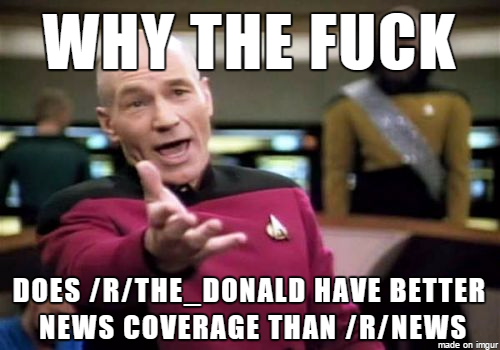 WHY THE FUCK
DOES /R/THE_DONALD HAVE BETTER
NEWS COVERAGE THAN /R/NEWS
made on imgur